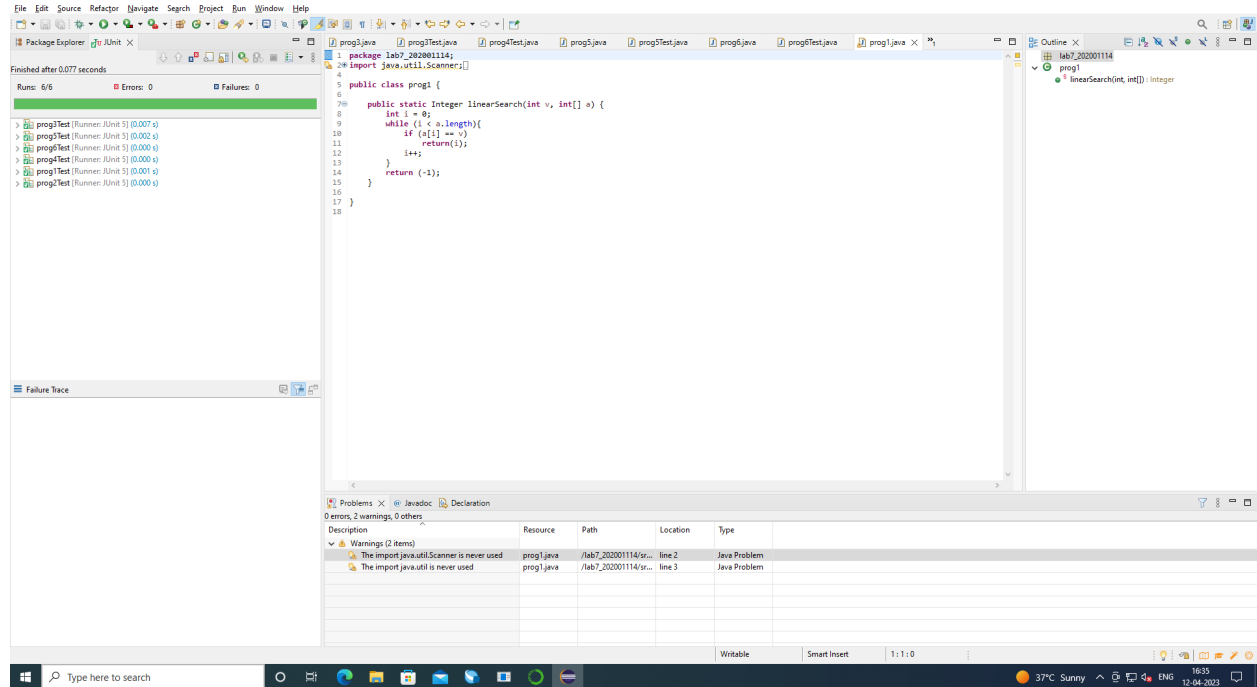 File Edit Source Refactor Navigate Search Project Run Window Help
Package Explorer JUnit
Finished after 0.077 seconds
Runs: 6/6 Errors: 0 Failures: 0
prog3Test [Runner: JUnit 5] (0.007 s)
prog5Test [Runner: JUnit 5] (0.002 s)
prog6Test [Runner: JUnit 5] (0.000 s)
prog4Test [Runner: JUnit 5] (0.000 s)
prog1Test [Runner: JUnit 5] (0.001 s)
prog2Test [Runner: JUnit 5] (0.000 s)
Failure Trace
prog3.java prog3Test.java prog4Test.java prog5.java prog5Test.java prog6.java prog6Test.java prog1.java »1
1 package lab7_202001114;
2 import java.util.Scanner;
4
5 public class prog1 {
6
7 public static Integer linearSearch(int v, int[] a) {
8 int i = 0;
9 while (i < a.length){
10 if (a[i] == v)
11 return(i);
12 i++;
13 }
14 return (-1);
15 }
16
17 }
18
Outline
lab7_202001114
prog1
linearSearch(int, int[]) : Integer
Problems Javadoc Declaration
0 errors, 2 warnings, 0 others
Description Resource Path Location Type
Warnings (2 items)
The import java.util.Scanner is never used prog1.java /lab7_202001114/sr... line 2 Java Problem
The import java.util is never used prog1.java /lab7_202001114/sr... line 3 Java Problem
Writable Smart Insert 1 : 1 : 0
Type here to search
37°C Sunny ENG 16:35
12-04-2023